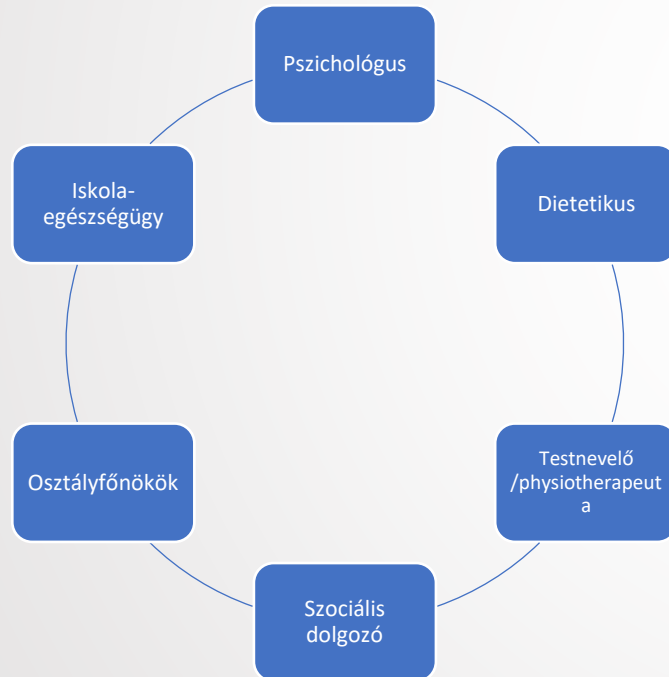 Pszichológus
Dietetikus
Testnevelő
/physiotherapeut
a
Szociális
dolgozó
Osztályfőnökök
Iskola-
egészségügy